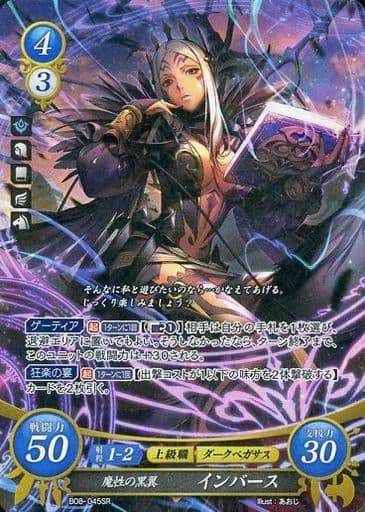 4
3
そんなに私と遊びたいのなら…かなえてあげる。
じっくり楽しみましょう？
ゲーティア 起 1ターンに1回 【1】相手は自分の手札を1枚選び、
退避エリアに置いてもよい。そうしなかったなら、ターン終了まで、
このユニットの戦闘力は＋30される。
狂楽の宴 起 1ターンに1回 【出撃コストが1以下の味方を2体撃破する】
カードを2枚引く。
戦闘力
50
射程 1-2 上級職 ダークペガサス
支援力
30
魔性の黒翼 インバース
B08-045SR
Illust：あおじ